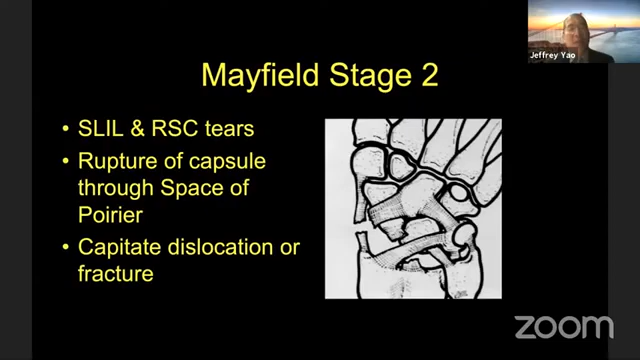 Jeffrey Yao
Mayfield Stage 2
• SLIL & RSC tears
• Rupture of capsule
through Space of
Poirier
• Capitate dislocation or
fracture
zoom